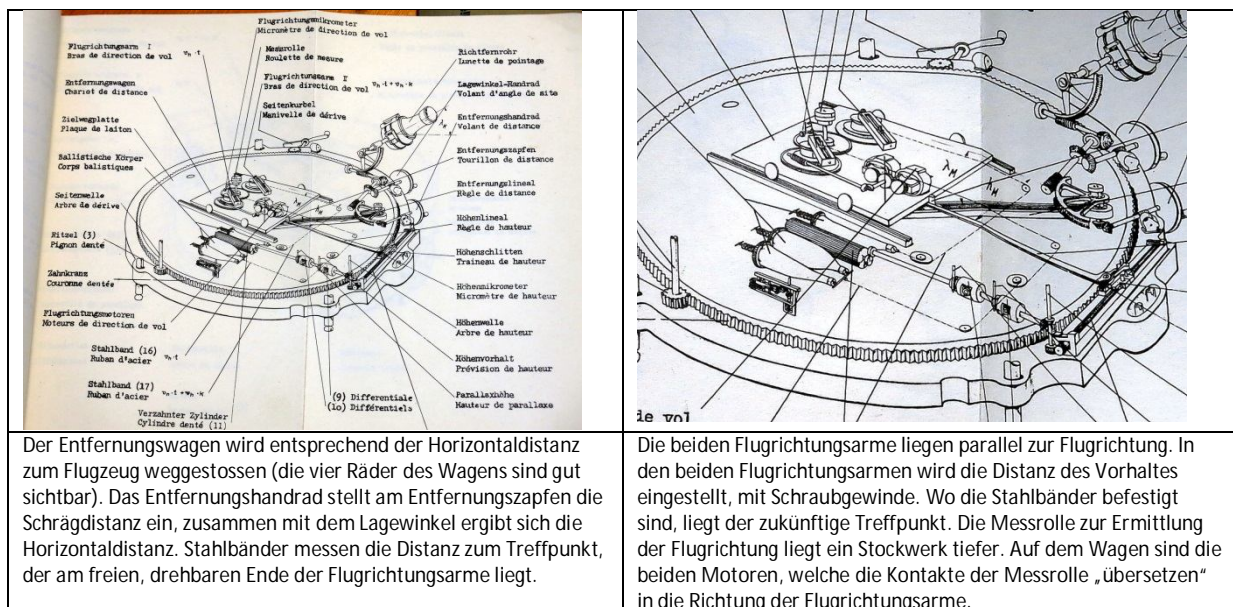 Flugrichtungsmikrometer
Micromètre de direction de vol
Flugrichtungsarm I
Bras de direction de vol
Messrolle
Roulette de mesure
Richtfernrohr
Lunette de pointage
Entfernungswagen
Chariot de distance
Flugrichtungsarm
Bras de direction de vol
Lagewinkel-Handrad
Volant d'angle de site
Seitenkurbel
Manivelle de dérive
Entfernungshandrad
Volant de distance
Zielwegplatte
Plaque de laiton
Entfernungszapfen
Tourillon de distance
Ballistische Körper
Corps balistiques
Entfernungslineal
Règle de distance
Seitenwelle
Arbre de dérive
Höhenlineal
Règle de hauteur
Ritzel (3)
Pignon denté
Höhenschlitten
Traineau de hauteur
Zahnkranz
Couronne dentés
Höhenmikrometer
Micromètre de hauteur
Flugrichtungsmotoren
Moteurs de direction de vol
Höhenwelle
Arbre de hauteur
Stahlband (16)
Ruban d'acier
Höhenvorhalt
Prévision de hauteur
Stahlband (17)
Ruban d'acier
(9) Differentiale
(10) Différentiels
Parallaxhöhe
Hauteur de parallaxe
Verzahnter Zylinder
Cylindre denté (11)
λM
λM
de vol
Der Entfernungswagen wird entsprechend der Horizontaldistanz
zum Flugzeug weggestossen (die vier Räder des Wagens sind gut
sichtbar). Das Entfernungshandrad stellt am Entfernungszapfen die
Schrägdistanz ein, zusammen mit dem Lagewinkel ergibt sich die
Horizontaldistanz. Stahlbänder messen die Distanz zum Treffpunkt,
der am freien, drehbaren Ende der Flugrichtungsarme liegt.
Die beiden Flugrichtungsarme liegen parallel zur Flugrichtung. In
den beiden Flugrichtungsarmen wird die Distanz des Vorhaltes
eingestellt, mit Schraubgewinde. Wo die Stahlbänder befestigt
sind, liegt der zukünftige Treffpunkt. Die Messrolle zur Ermittlung
der Flugrichtung liegt ein Stockwerk tiefer. Auf dem Wagen sind die
beiden Motoren, welche die Kontakte der Messrolle „übersetzen“
in die Richtung der Flugrichtungsarme.